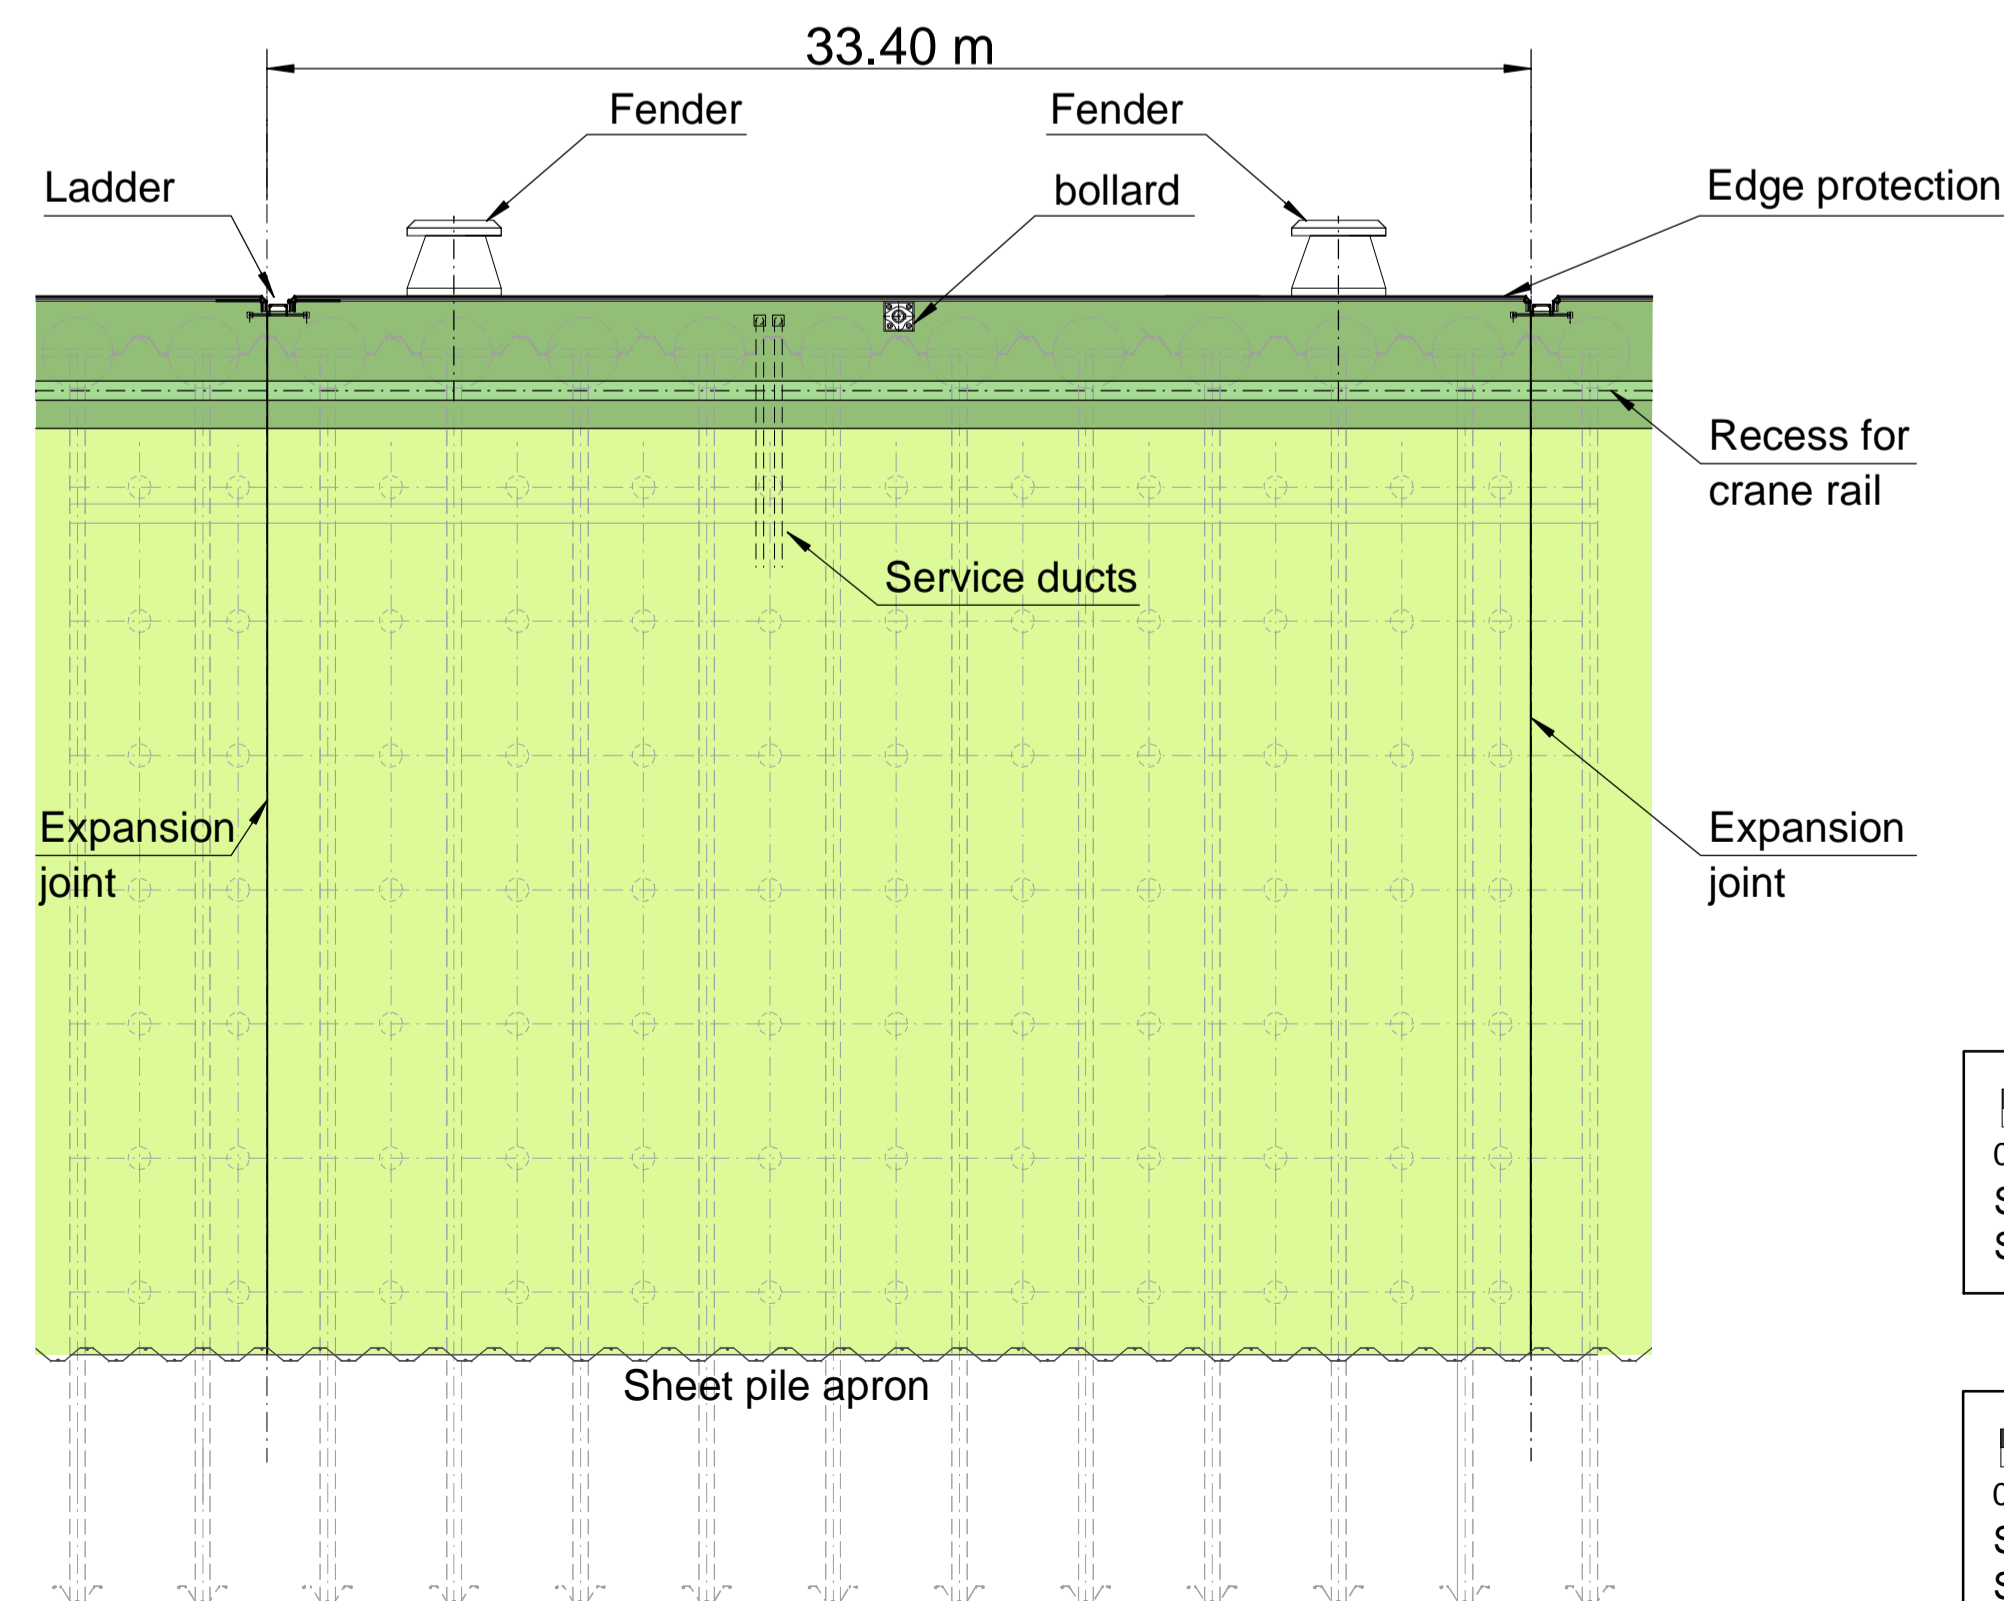 33.40 m
Fender
Fender
Ladder
bollard
Edge protection
Recess for
crane rail
Service ducts
Expansion
joint
Expansion
joint
Sheet pile apron